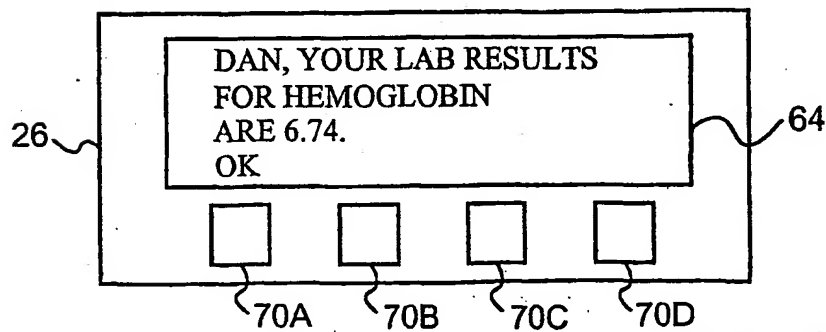 DAN, YOUR LAB RESULTS
FOR HEMOGLOBIN
ARE 6.74.
OK
26
64
70A 70B 70C 70D